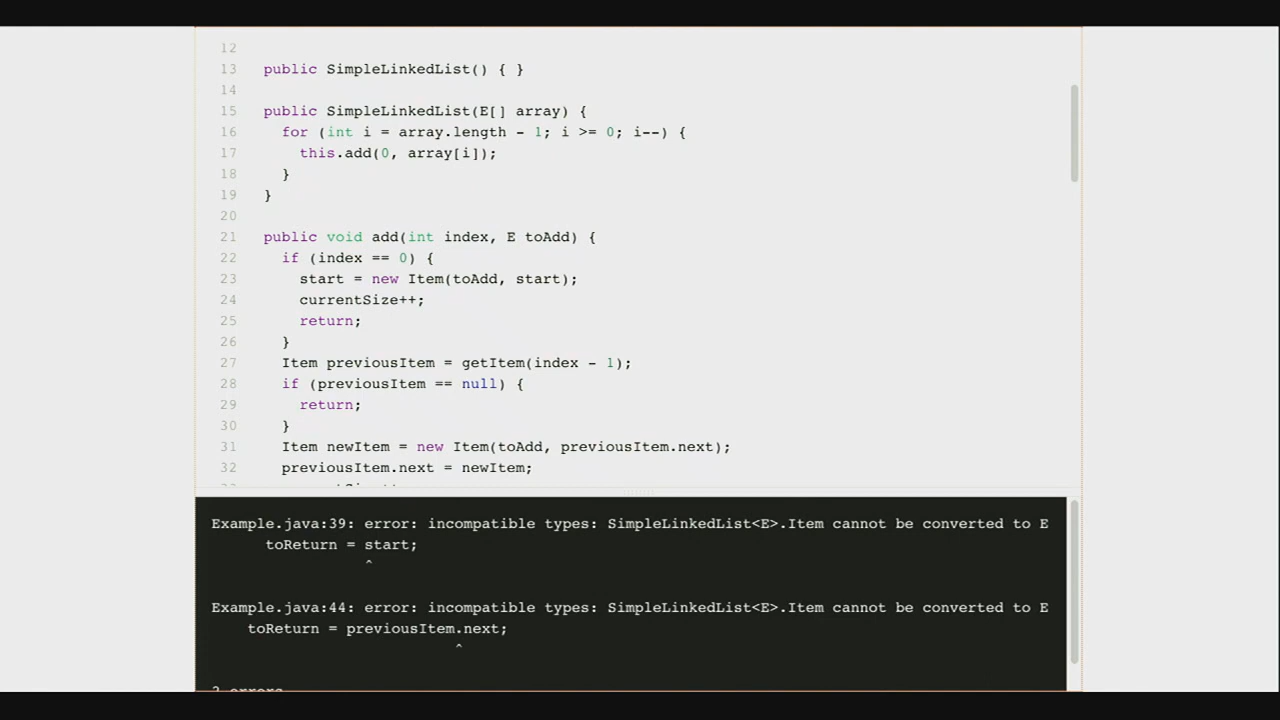 12
13 public SimpleLinkedList() { }
14
15 public SimpleLinkedList(E[] array) {
16 for (int i = array.length - 1; i >= 0; i--) {
17 this.add(0, array[i]);
18 }
19 }
20
21 public void add(int index, E toAdd) {
22 if (index == 0) {
23 start = new Item(toAdd, start);
24 currentSize++;
25 return;
26 }
27 Item previousItem = getItem(index - 1);
28 if (previousItem == null) {
29 return;
30 }
31 Item newItem = new Item(toAdd, previousItem.next);
32 previousItem.next = newItem;
Example.java:39: error: incompatible types: SimpleLinkedList<E>.Item cannot be converted to E
toReturn = start;
^
Example.java:44: error: incompatible types: SimpleLinkedList<E>.Item cannot be converted to E
toReturn = previousItem.next;
^
errors